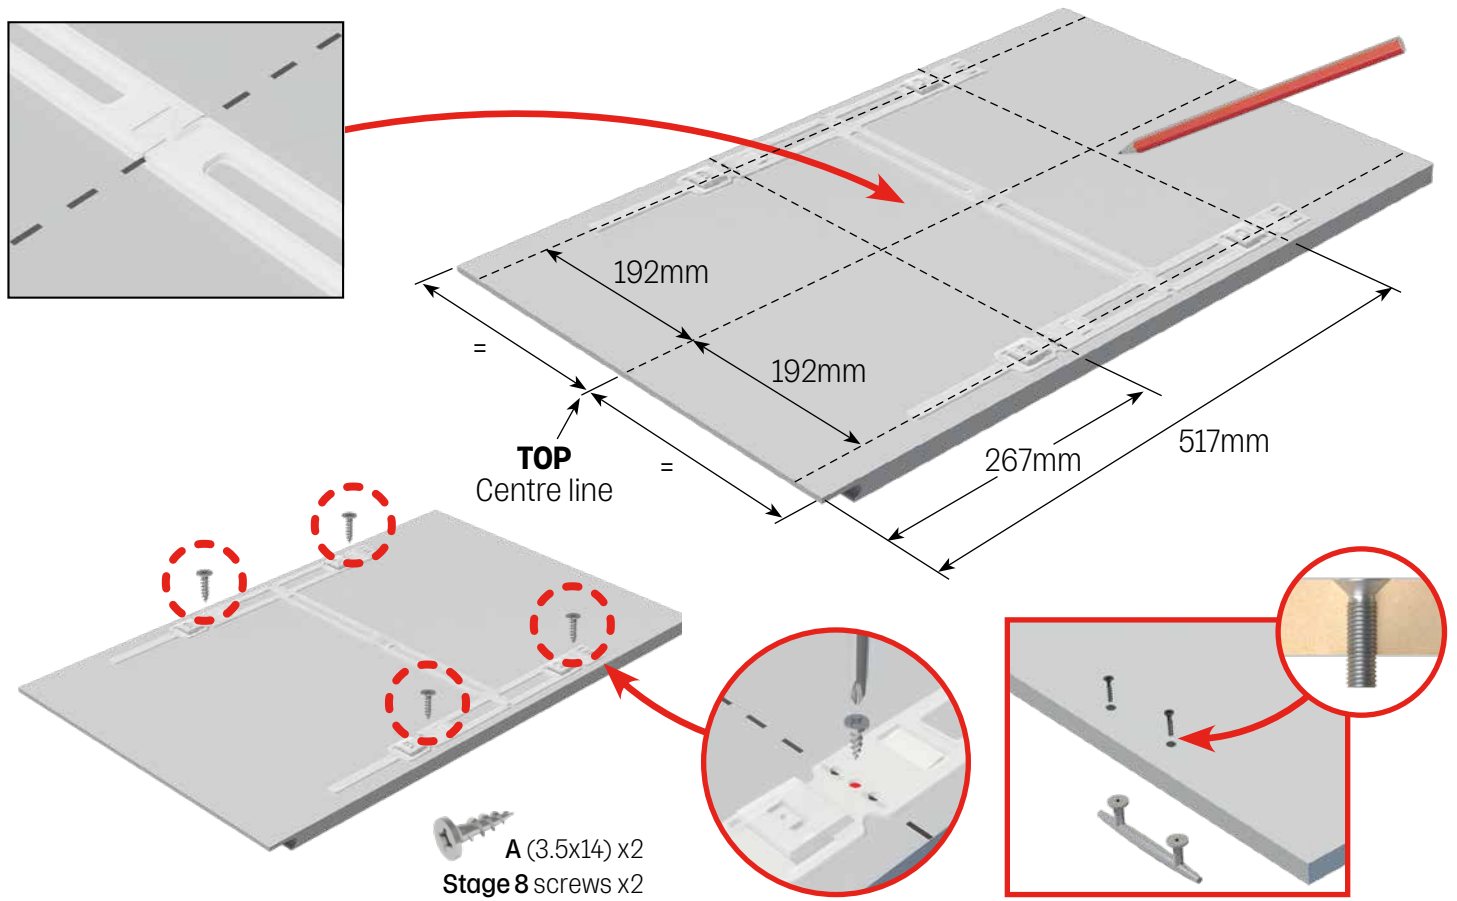 192mm
=
192mm
TOP
Centre line
=
517mm
267mm
A (3.5x14) x2
Stage 8 screws x2